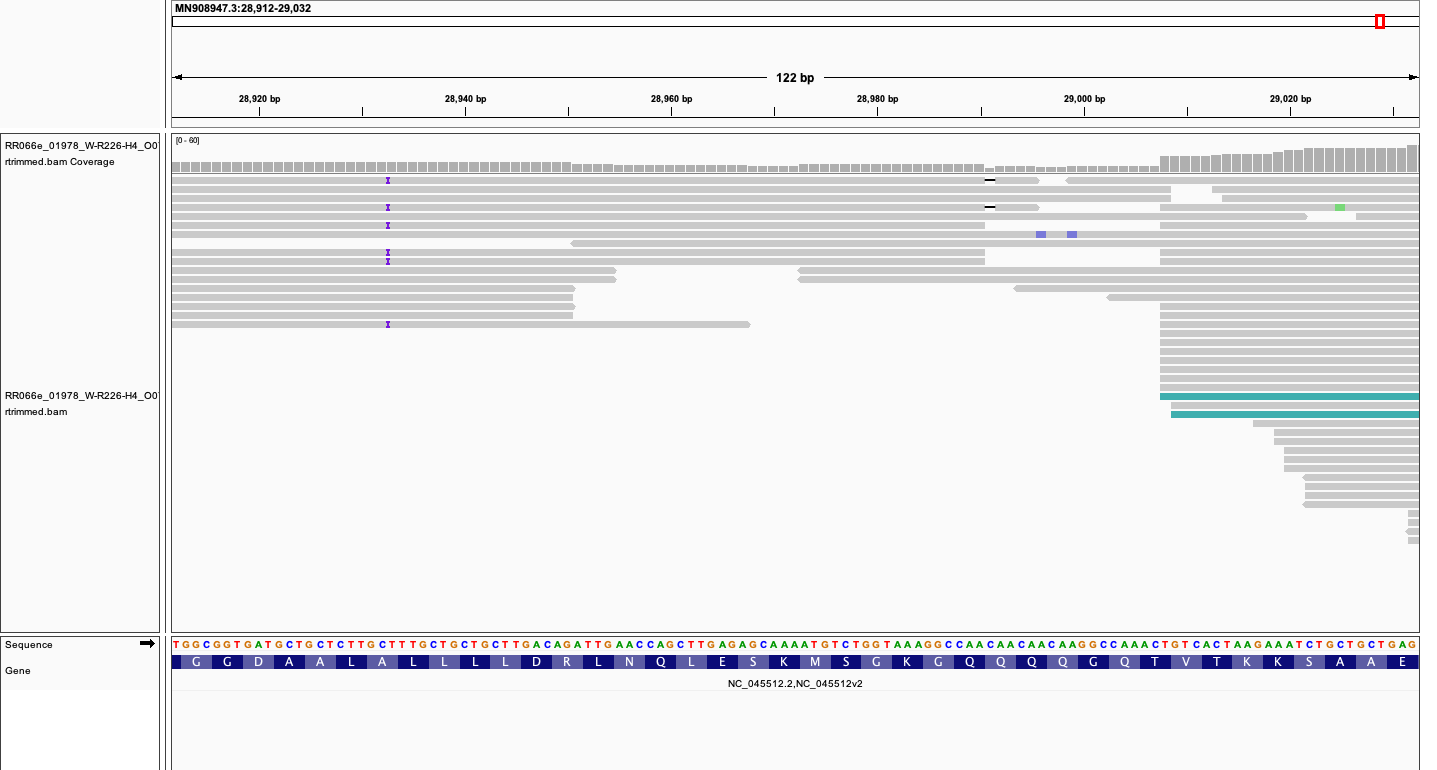 MN908947.3:28,912-29,032
122 bp
28,920 bp 28,940 bp 28,960 bp 28,980 bp 29,000 bp 29,020 bp
[0 - 60]
RR066e_01978_W-R226-H4_O0
rtrimmed.bam Coverage
RR066e_01978_W-R226-H4_O0
rtrimmed.bam
Sequence TGGCGGTGATGCTGCTCTTGCTTTGCTGCTGCTTGACAGATTGAACCAGCTTGAGAGCAAAATGTCTGGTAAAGGCCAACAACAACAAGGCCAAACTGTCACTAAGAAATCTGCTGCTGAG
Gene G G D A A L A L L L L D R L N Q L E S K M S G K G Q Q Q Q G Q T V T K K S A A E
NC_045512.2,NC_045512v2